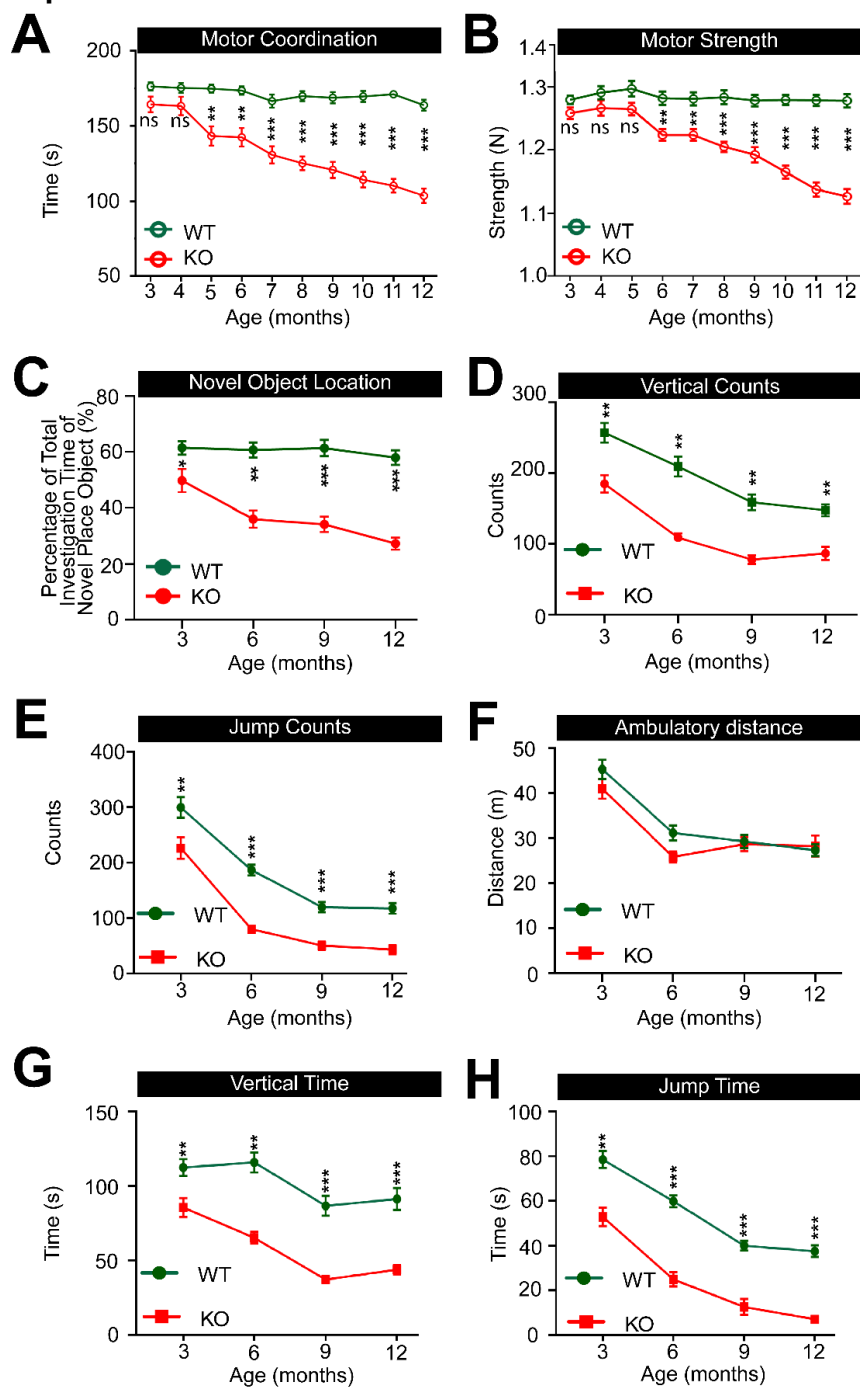 A
Motor Coordination
200
150
100
50
Time (s)
ns
ns
**
**
***
***
***
***
***
***
WT
KO
3 4 5 6 7 8 9 10 11 12
Age (months)
B
Motor Strength
1.4
1.3
1.2
1.1
1.0
Strength (N)
ns
ns
ns
**
**
***
***
***
***
***
WT
KO
3 4 5 6 7 8 9 10 11 12
Age (months)
C
Novel Object Location
80
60
40
20
0
Percentage of Total
Investigation Time of
Novel Place Object (%)
*
**
***
***
WT
KO
3 6 9 12
Age (months)
D
Vertical Counts
300
200
100
0
Counts
**
**
**
**
WT
KO
3 6 9 12
Age (months)
E
Jump Counts
400
300
200
100
0
Counts
**
***
***
***
WT
KO
3 6 9 12
Age (months)
F
Ambulatory distance
50
40
30
20
10
0
Distance (m)
WT
KO
3 6 9 12
Age (months)
G
Vertical Time
150
100
50
0
Time (s)
**
**
***
***
WT
KO
3 6 9 12
Age (months)
H
Jump Time
100
80
60
40
20
0
Time (s)
**
***
***
***
WT
KO
3 6 9 12
Age (months)